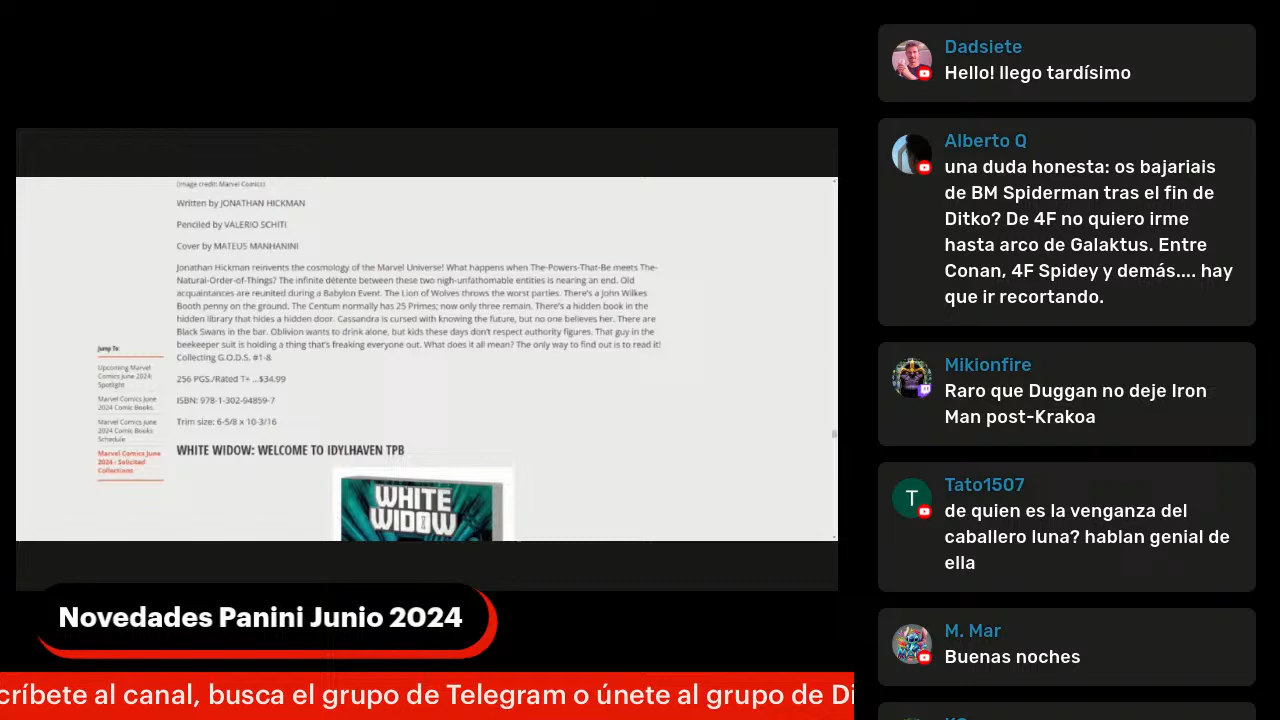 (Image credit: Marvel Comics)
Written by JONATHAN HICKMAN
Penciled by VALERIO SCHITI
Cover by MATEUS MANHANINI
Jonathan Hickman reinvents the cosmology of the Marvel Universe! What happens when The-Powers-That-Be meets The-
Natural-Order-of-Things? The infinite détente between these two nigh-unfathomable entities is nearing an end. Old
acquaintances are reunited during a Babylon Event. The Lion of Wolves throws the worst parties. There's a John Wilkes
Booth penny on the ground. The Centum normally has 25 Primes; now only three remain. There's a hidden book in the
hidden library that hides a hidden door. Cassandra is cursed with knowing the future, but no one believes her. There are
Black Swans in the bar. Oblivion wants to drink alone, but kids these days don't respect authority figures. That guy in the
beekeeper suit is holding a thing that's freaking everyone out. What does it all mean? The only way to find out is to read it!
Collecting G.O.D.S. #1-8.
256 PGS./Rated T+ ...$34.99
ISBN: 978-1-302-94859-7
Trim size: 6-5/8 x 10-3/16
WHITE WIDOW: WELCOME TO IDYLHAVEN TPB
WHITE
WIDOW
Jump To:
Upcoming Marvel
Comics June 2024:
Spotlight
Marvel Comics June
2024 Comic Books
Marvel Comics June
2024 Comic Books
Schedule
Marvel Comics June
2024 - Solicited
Collections
Novedades Panini Junio 2024
críbete al canal, busca el grupo de Telegram o únete al grupo de Di
Dadsiete
Hello! llego tardísimo
Alberto Q
una duda honesta: os bajariais
de BM Spiderman tras el fin de
Ditko? De 4F no quiero irme
hasta arco de Galaktus. Entre
Conan, 4F Spidey y demás.... hay
que ir recortando.
Mikionfire
Raro que Duggan no deje Iron
Man post-Krakoa
T
Tato1507
de quien es la venganza del
caballero luna? hablan genial de
ella
M. Mar
Buenas noches